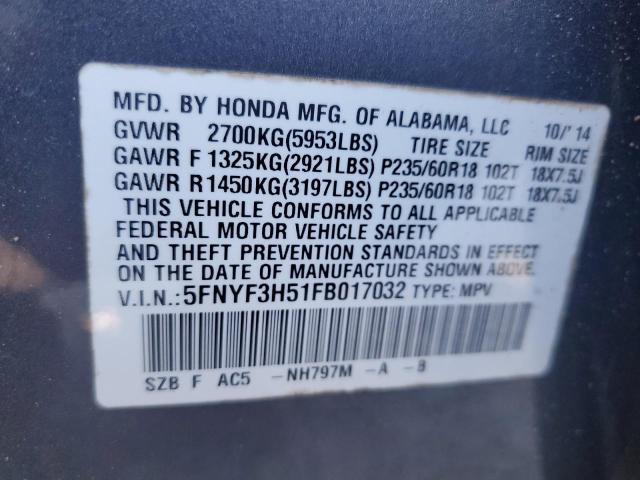 MFD. BY HONDA MFG. OF ALABAMA, LLC 10/'14
GVWR 2700KG(5953LBS) TIRE SIZE RIM SIZE
GAWR F 1325KG(2921LBS) P235/60R18 102T 18X7.5J
GAWR R1450KG(3197LBS) P235/60R18 102T 18X7.5J
THIS VEHICLE CONFORMS TO ALL APPLICABLE
FEDERAL MOTOR VEHICLE SAFETY
AND THEFT PREVENTION STANDARDS IN EFFECT
ON THE DATE OF MANUFACTURE SHOWN ABOVE.
V.I.N.:5FNYF3H51FB017032 TYPE: MPV
SZB F AC5 -NH797M -A -B